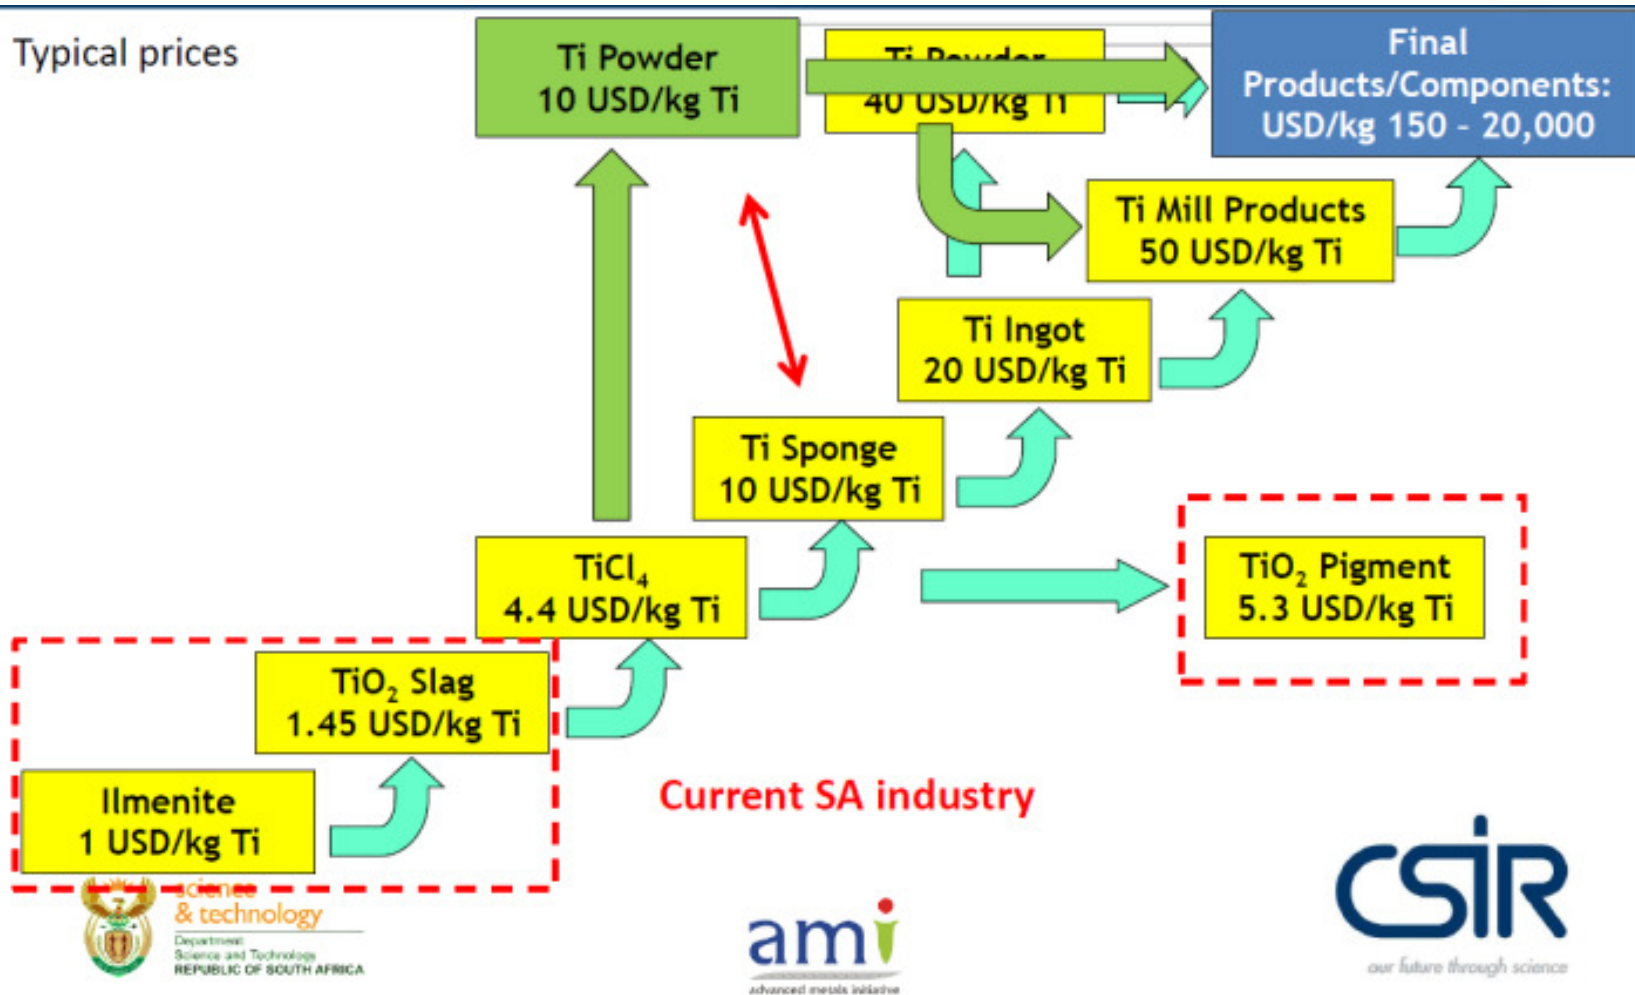 Typical prices
Ti Powder
10 USD/kg Ti
Ti Powder
40 USD/kg Ti
Final
Products/Components:
USD/kg 150 – 20,000
Ti Mill Products
50 USD/kg Ti
Ti Ingot
20 USD/kg Ti
Ti Sponge
10 USD/kg Ti
TiCl₄
4.4 USD/kg Ti
TiO₂ Pigment
5.3 USD/kg Ti
TiO₂ Slag
1.45 USD/kg Ti
Ilmenite
1 USD/kg Ti
Current SA industry
science
& technology
Department:
Science and Technology
REPUBLIC OF SOUTH AFRICA
ami
advanced metals initiative
CSIR
our future through science